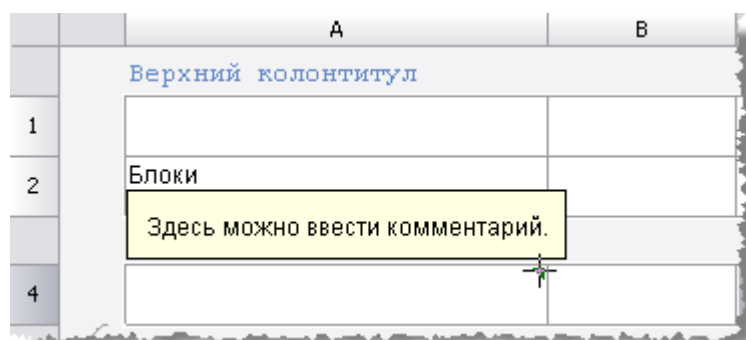 A B
Верхний колонтитул
1
2 Блоки
Здесь можно ввести комментарий.
4